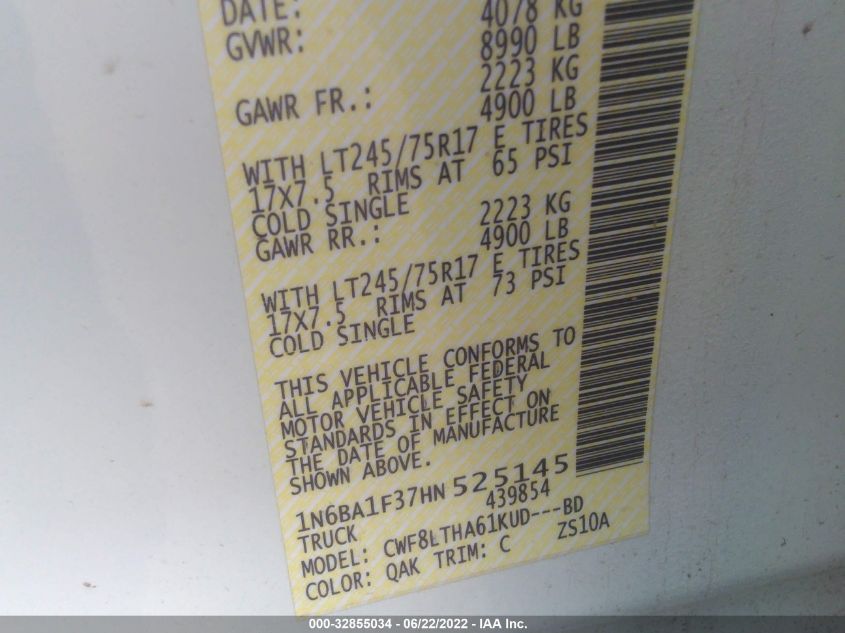 DATE: 4078 KG
GVWR: 8990 LB
2223 KG
GAWR FR.: 4900 LB
WITH LT245/75R17 E TIRES
17X7.5 RIMS AT 65 PSI
COLD SINGLE
2223 KG
GAWR RR.: 4900 LB
WITH LT245/75R17 E TIRES
17X7.5 RIMS AT 73 PSI
COLD SINGLE
THIS VEHICLE CONFORMS TO
ALL APPLICABLE FEDERAL
MOTOR VEHICLE SAFETY
STANDARDS IN EFFECT ON
THE DATE OF MANUFACTURE
SHOWN ABOVE.
1N6BA1F37HN 525145
TRUCK 439854
MODEL: CWF8LTHA61KUD---BD
COLOR: QAK TRIM: C ZS10A
000-32855034 - 06/22/2022 - IAA Inc.